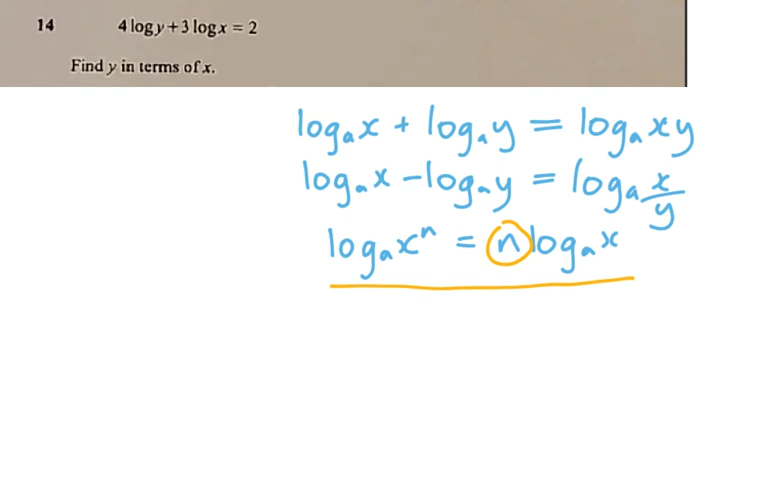 14 4 log y + 3 log x = 2
Find y in terms of x.
logₐx + logₐy = logₐxy
logₐx - logₐy = logₐ x/y
logₐxⁿ = n logₐx